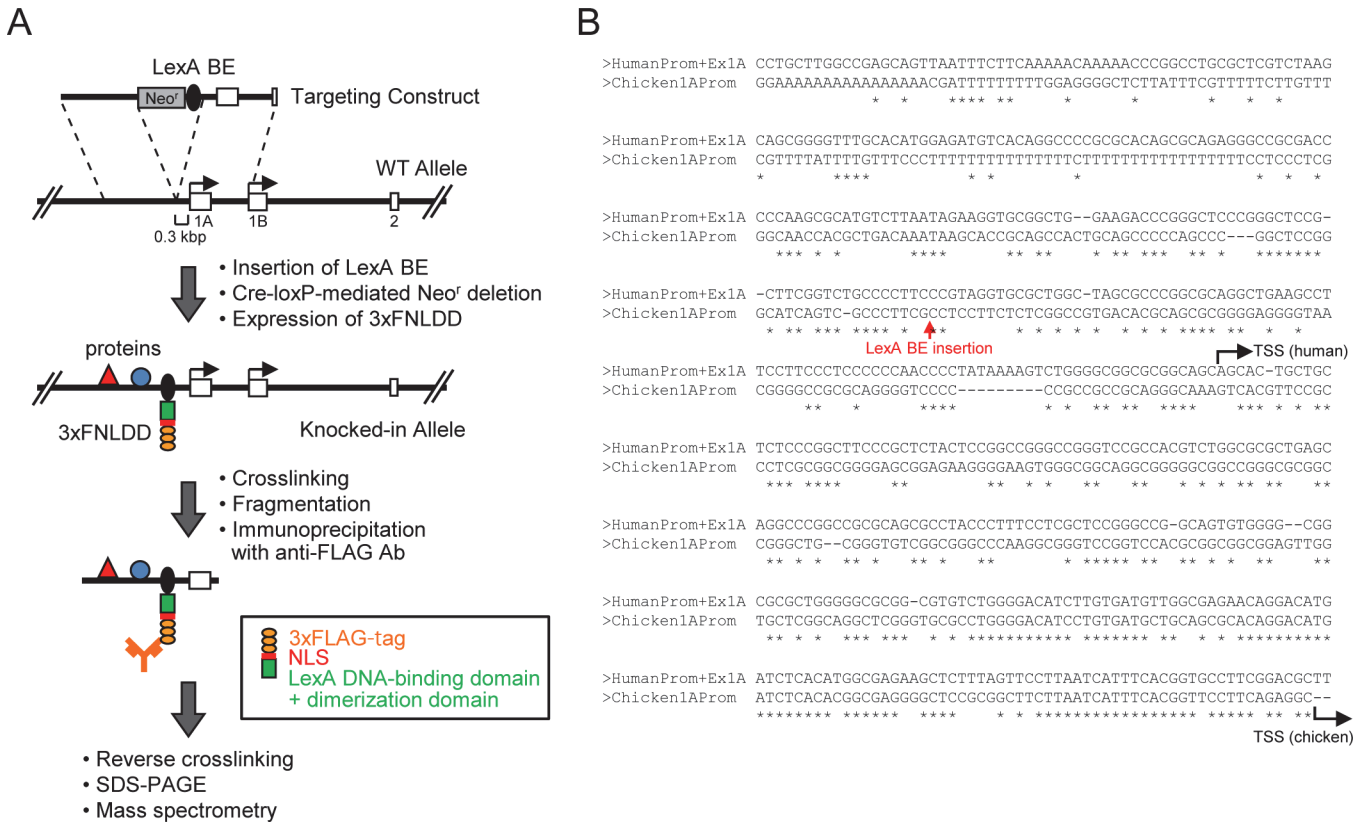 A
LexA BE
Neoʳ
Targeting Construct
WT Allele
1A
1B
2
0.3 kbp
• Insertion of LexA BE
• Cre-loxP-mediated Neoʳ deletion
• Expression of 3xFNLDD
proteins
3xFNLDD
Knocked-in Allele
• Crosslinking
• Fragmentation
• Immunoprecipitation
with anti-FLAG Ab
3xFLAG-tag
NLS
LexA DNA-binding domain
+ dimerization domain
• Reverse crosslinking
• SDS-PAGE
• Mass spectrometry
B
>HumanProm+Ex1A CCTGCTTGGCCGAGCAGTTAATTTCTTCAAAAACAAAAACCCGGCCTGCGCTCGTCTAAG
>Chicken1AProm GGAAAAAAAAAAAAAAAACGATTTTTTTTTGGAGGGGCTCTTATTTCGTTTTTCTTGTTT
* * **** ** * * * * *
>HumanProm+Ex1A CAGCGGGGTTTGCACATGGAGATGTCACAGGCCCCGCGCACAGCGCAGAGGGCCGCGACC
>Chicken1AProm CGTTTTATTTTGTTTCCCTTTTTTTTTTTTTTTCTTTTTTTTTTTTTTTTTTCCTCCCTCG
* **** * * * * * *
>HumanProm+Ex1A CCCAAGCGCATGTCTTAATAGAAGGTGCGGCTG--GAAGACCCGGGCTCCCGGGCTCCG-
>Chicken1AProm GGCAACCACGCTGACAAATAAGCACCGCAGCCACTGCAGCCCCCAGCCC---GGCTCCGG
*** * * **** ** ** * ** *** ** * *******
>HumanProm+Ex1A -CTTCGGTCTGCCCCTTCCCGTAGGTGCGCTGGC-TAGCGCCCGGCGCAGGCTGAAGCCT
>Chicken1AProm GCATCAGTC-GCCCTTCGCCTCCTTCTCTCTCGGCCGTGACACGCAGCGCGGGGAGGGGTAA
* ** ** *** **** * ** * * ** * * * ** ** * ** * *
LexA BE insertion
TSS (human)
>HumanProm+Ex1A TCCTTCCCTCCCCCCCAACCCCTATAAAAGTCTGGGGCGGCGCGGCAGCAGCAC-TGCTGC
>Chicken1AProm CGGGGCCGCGCAGGGGTCCCC---------CCGCCGCCGCAGGGCAAAGTCACGTTCCGC
** * **** * ** * * ** *** *** * **
>HumanProm+Ex1A TCTCCCGGCTTCCCGCTCTACTCCGGCCGGGCCGGGTCCGCCACGTCTGGCGCGCTGAGC
>Chicken1AProm CCTCGCGGCGGGGAGCGGAGAAGGGGAAGTGGGCGGCAGGCGGGGGCGGCCGGGCGCGGC
*** **** ** * ** ** * * ** * **
>HumanProm+Ex1A AGGCCCGGCCGCGCAGCGCCTACCCTTTCCTCGCTCCGGGCCG-GCAGTGTGGGG--CGG
>Chicken1AProm CGGGCTG--CGGGTGTCGGCGGGCCCAAGGCGGGTCCGGTCCACGCGGCGGCGGAGTTGG
** * ** * ** * ** * **** ** ** * * ** **
>HumanProm+Ex1A CGCGCTGGGGGCGCGG-CGTGTCTGGGGACATCTTGTGATGTTGGCGAGAACAGGACATG
>Chicken1AProm TGCTCGGCAGGCTCGGGTGCGCCTGGGGACATCCTGTGATGCTGCAGCGCACAGGACATG
** * * *** *** * * *********** ******* ** * * **********
>HumanProm+Ex1A ATCTCACATGGCGAGAAGCTCTTTAGTTCCTTAATCATTTCACGGTGCCTTCGGACGCTT
>Chicken1AProm ATCTCACACGGCGAGGGCTCCGCGGCTTCTTAATCATTTCACGGTTCCTTCAGAGGC--
******** ****** ** * * ** ***************** ***** ** **
TSS (chicken)